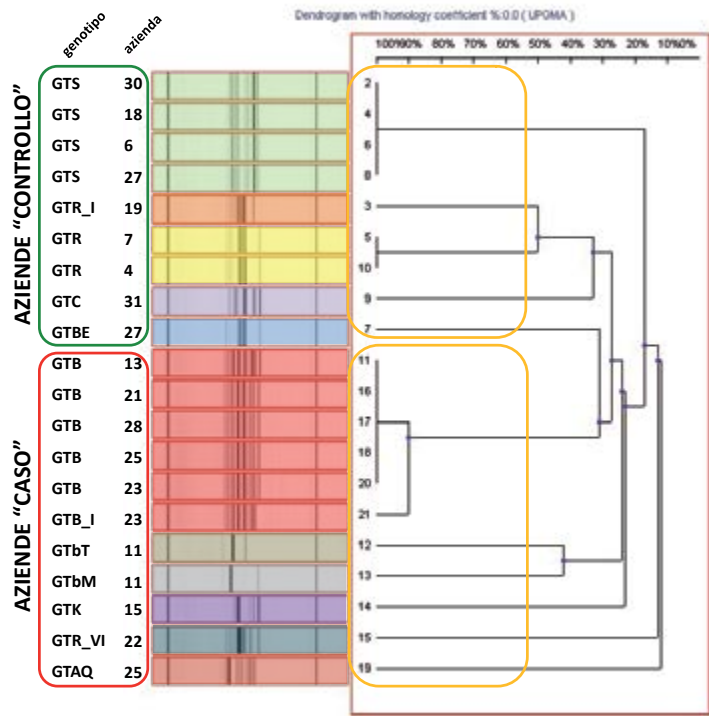 Dendrogram with homology coefficient %:0.0 ( UPGMA )
genotipo azienda
100%90% 80% 70% 60% 50% 40% 30% 20% 10%0%
AZIENDE “CONTROLLO”
GTS 30 2
GTS 18 4
GTS 6 6
GTS 27 8
GTR_I 19 3
GTR 7 5
GTR 4 10
GTC 31 9
GTBE 27 7
AZIENDE “CASO”
GTB 13 11
GTB 21 16
GTB 28 17
GTB 25 18
GTB 23 20
GTB_I 23 21
GTbT 11 12
GTbM 11 13
GTK 15 14
GTR_VI 22 15
GTAQ 25 19